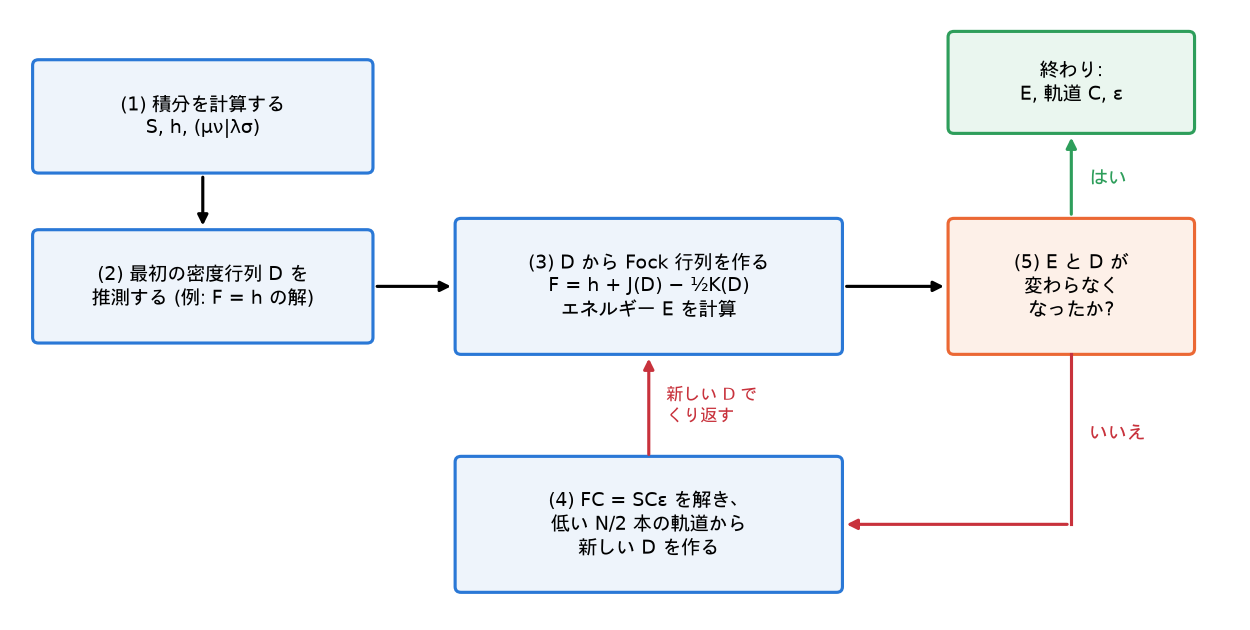 (1) 積分を計算する
S, h, (μν|λσ)
(2) 最初の密度行列 D を
推測する (例: F = h の解)
(3) D から Fock 行列を作る
F = h + J(D) − ½K(D)
エネルギー E を計算
(4) FC = SCε を解き、
低い N/2 本の軌道から
新しい D を作る
新しい D で
くり返す
(5) E と D が
変わらなく
なったか?
はい
いいえ
終わり:
E, 軌道 C, ε